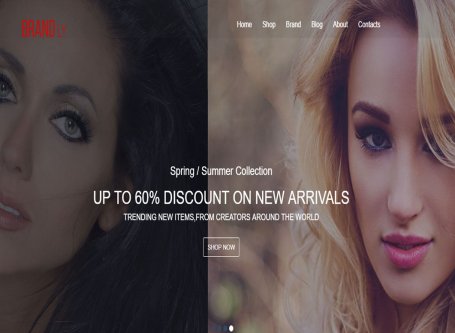 BRAND LY
Home Shop Brand Blog About Contacts
Spring / Summer Collection
UP TO 60% DISCOUNT ON NEW ARRIVALS
TRENDING NEW ITEMS,FROM CREATORS AROUND THE WORLD
SHOP NOW